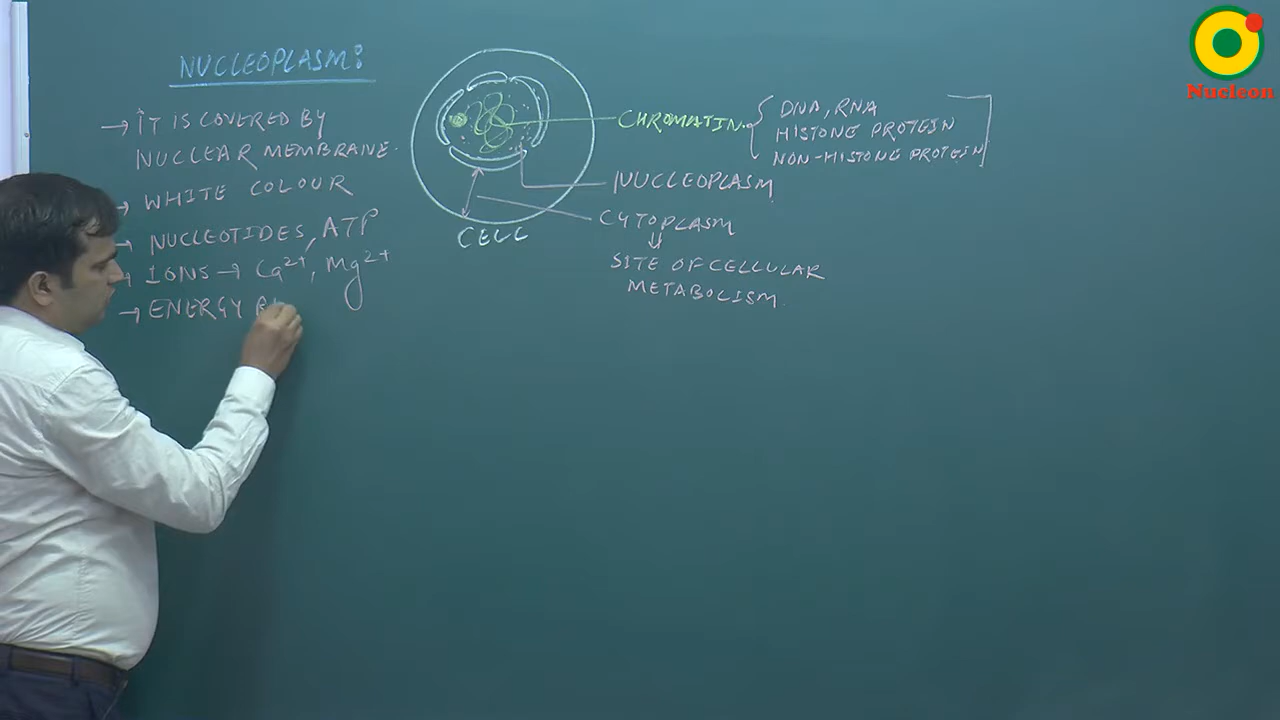 NUCLEOPLASM:
→ IT IS COVERED BY
NUCLEAR MEMBRANE.
→ WHITE COLOUR
→ NUCLEOTIDES, ATP
→ IONS → Ca2+, Mg2+
→ ENERGY
CELL
CHROMATIN
DNA, RNA
HISTONE PROTEIN
NON-HISTONE PROTEIN
NUCLEOPLASM
CYTOPLASM
⇓
SITE OF CELLULAR
METABOLISM.
Nucleon